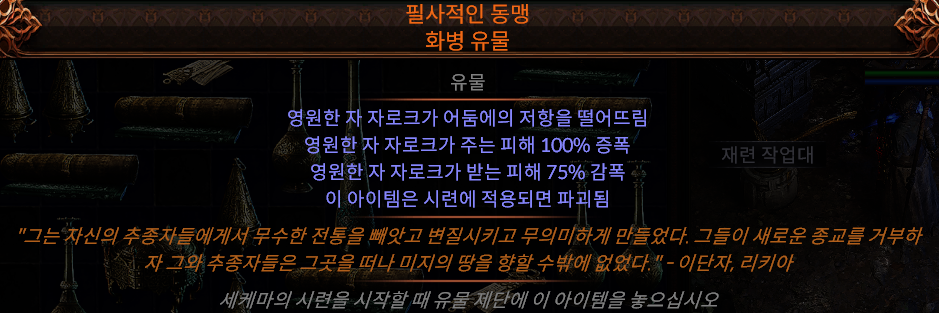 필사적인 동맹
화병 유물
유물
영원한 자 자로크가 어둠에의 저항을 떨어뜨림
영원한 자 자로크가 주는 피해 100% 증폭
영원한 자 자로크가 받는 피해 75% 감폭
이 아이템은 시련에 적용되면 파괴됨
재련 작업대
"그는 자신의 추종자들에게서 무수한 전통을 빼앗고 변질시키고 무의미하게 만들었다. 그들이 새로운 종교를 거부하
자 그와 추종자들은 그곳을 떠나 미지의 땅을 향할 수밖에 없었다." - 이단자, 리키아
세케마의 시련을 시작할 때 유물 제단에 이 아이템을 놓으십시오